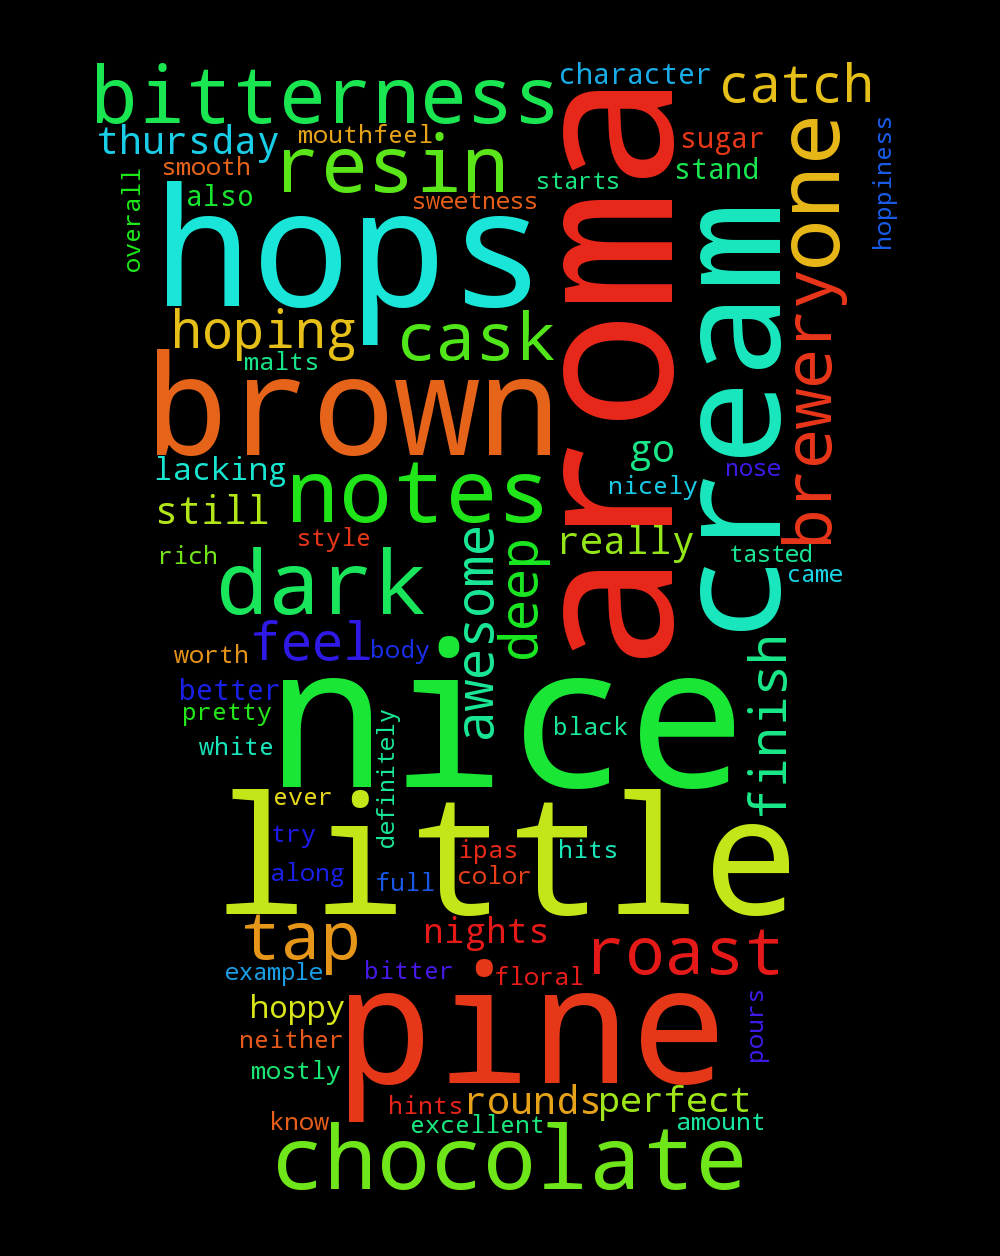 bitterness
character
catch
thursday
mouthfeel
resin
sugar
one
hoppiness
smooth
also
starts
stand
overall
sweetness
hops
aroma
cream
hoping
cask
brewery
malts
brown
go
lacking
notes
nicely
nose
still
style
really
rich
dark
awesome
deep
tasted
came
feel
body
worth
better
pretty
nice
black
finish
white
definitely
ever
little
try
ipas
hits
along
full
color
tap
nights
roast
example
bitter
floral
hoppy
pine
pours
neither
mostly
hints
rounds
perfect
know
excellent
amount
chocolate